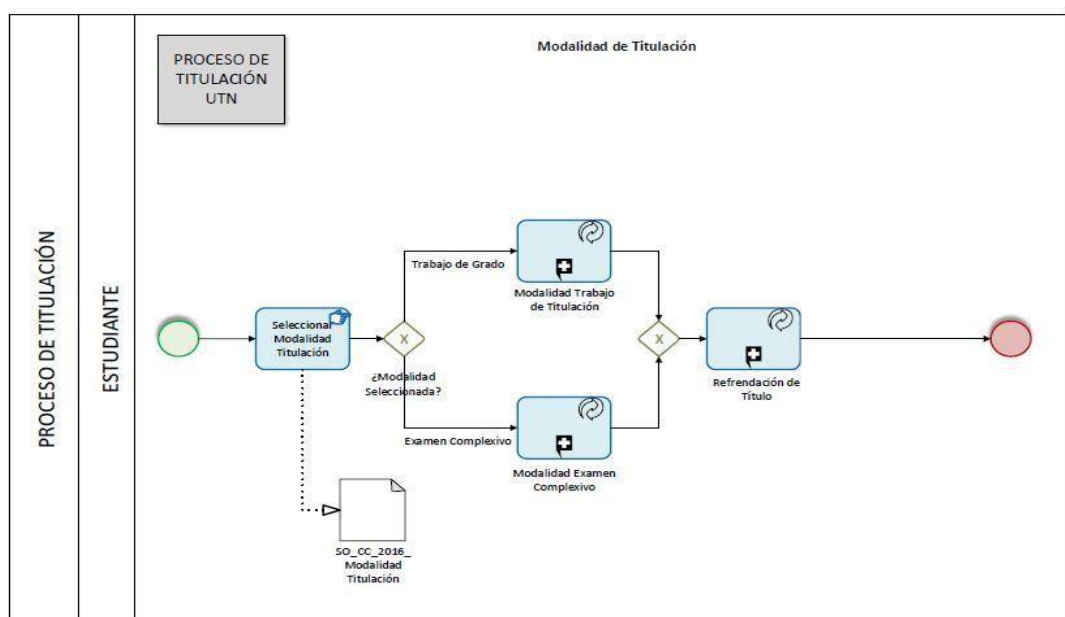 PROCESO DE TITULACIÓN
ESTUDIANTE
PROCESO DE
TITULACIÓN
UTN
Modalidad de Titulación
Seleccionar
Modalidad
Titulación
¿Modalidad
Seleccionada?
Trabajo de Grado
Modalidad Trabajo
de Titulación
Examen Complexivo
Modalidad Examen
Complexivo
X
X
Refrendación de
Título
SO_CC_2016_
Modalidad
Titulación